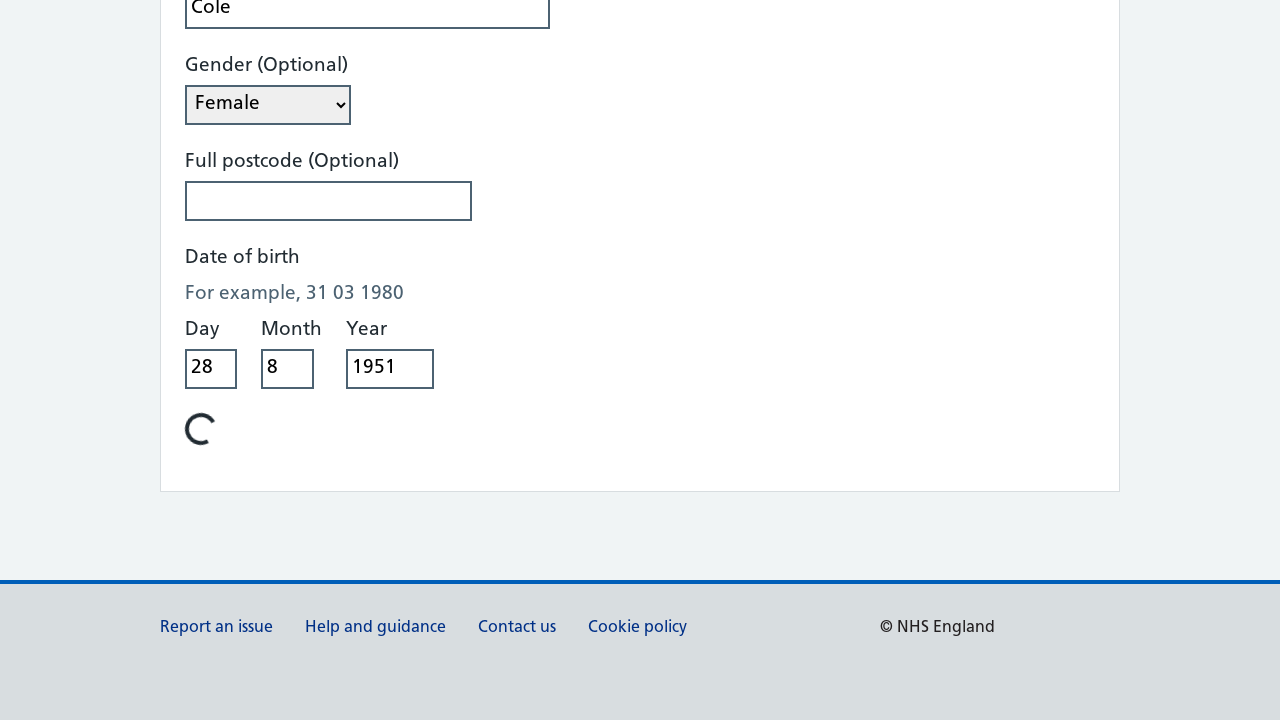 Cole
Gender (Optional)
Female
Full postcode (Optional)
Date of birth
For example, 31 03 1980
Day Month Year
28 8 1951
Report an issue Help and guidance Contact us Cookie policy © NHS England